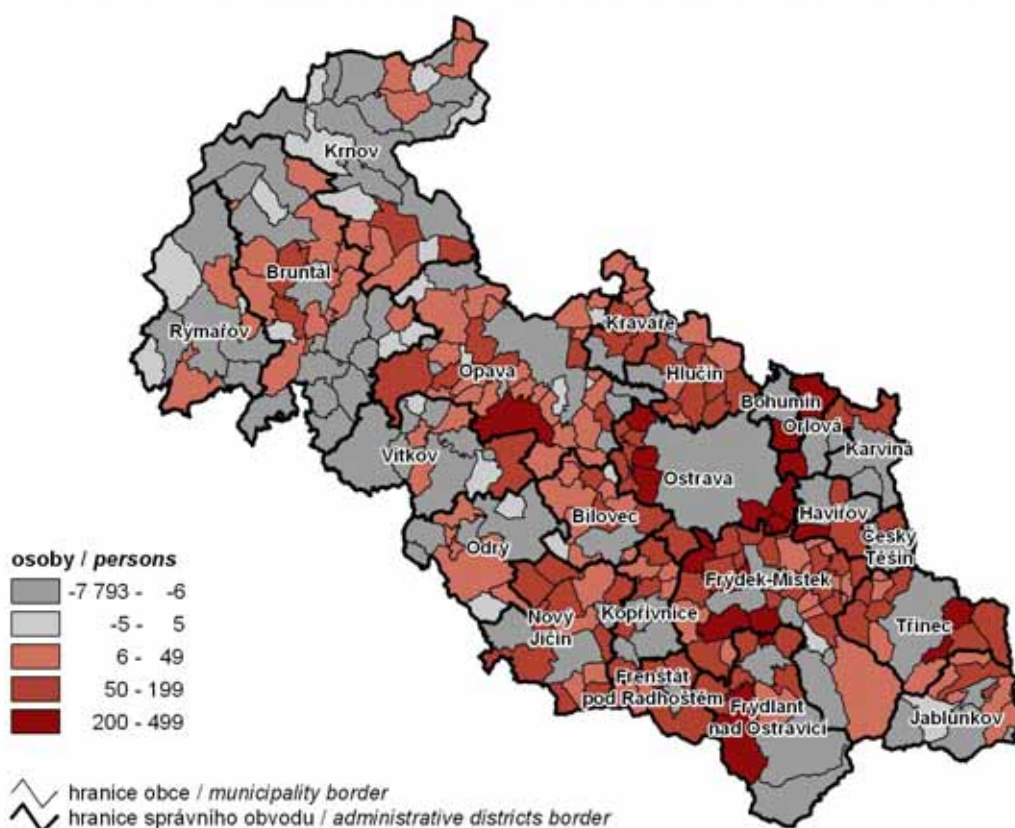 Krnov
Bruntál
Rýmařov
Kravaře
Opava
Hlučín
Bohumín
Orlová
Karviná
Vítkov
Ostrava
Havířov
Bílovec
Český
Těšín
Odry
Frýdek-Místek
Nový
Jičín
Kopřivnice
Třinec
Frenštát
pod Radhoštěm
Frýdlant
nad Ostravicí
Jablunkov
osoby / persons
-7 793 - -6
-5 - 5
6 - 49
50 - 199
200 - 499
hranice obce / municipality border
hranice správního obvodu / administrative districts border